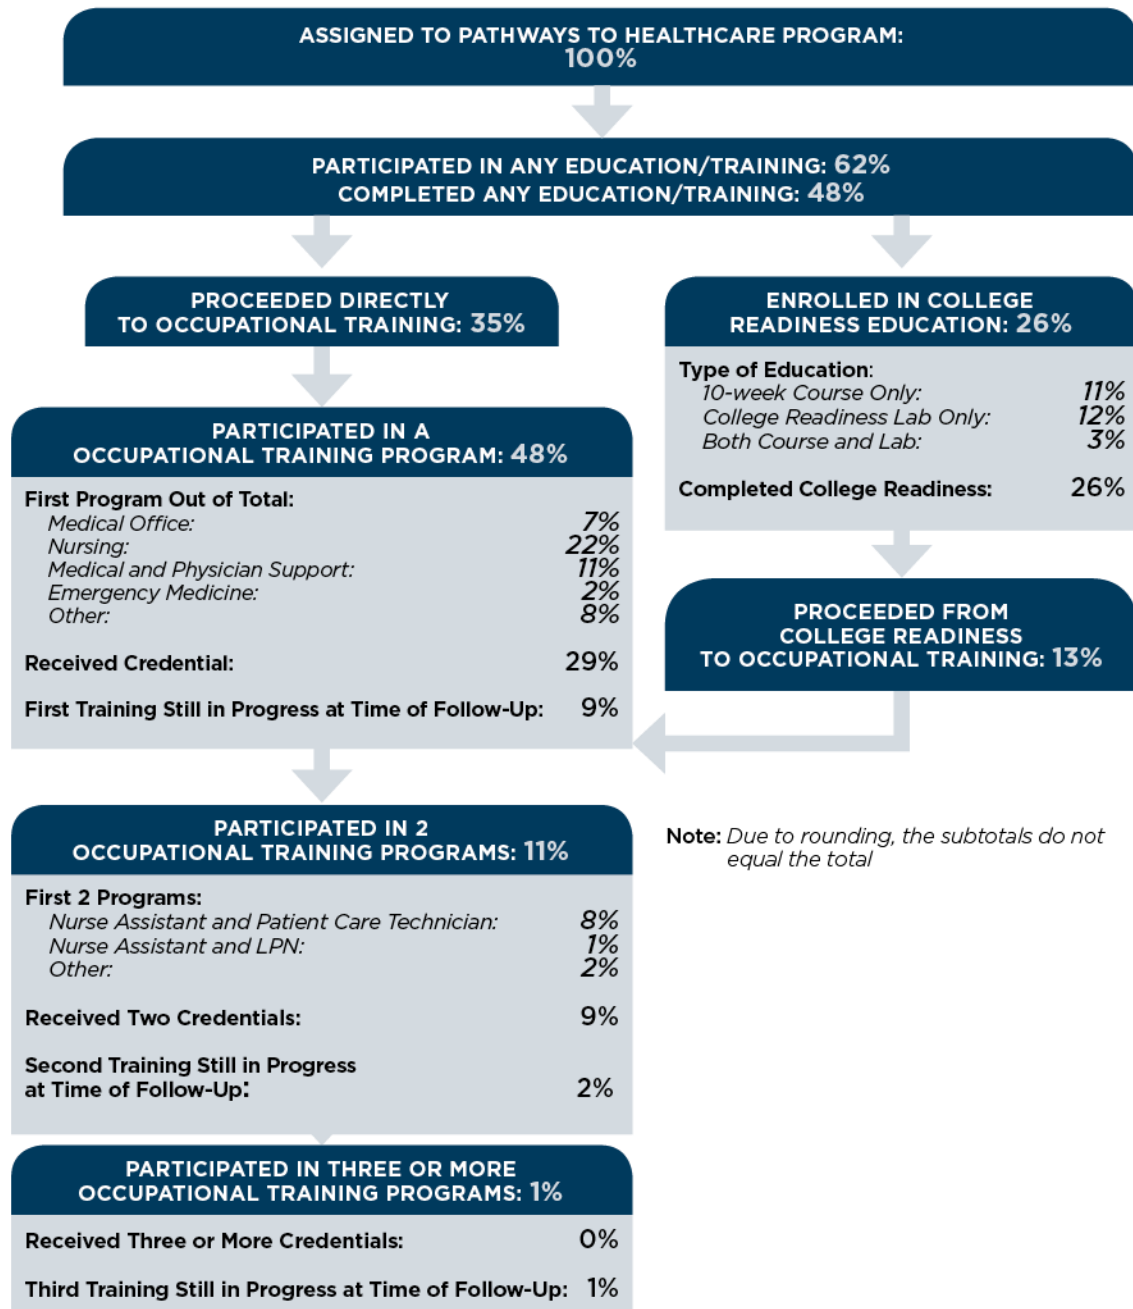 ASSIGNED TO PATHWAYS TO HEALTHCARE PROGRAM:
100%
PARTICIPATED IN ANY EDUCATION/TRAINING: 62%
COMPLETED ANY EDUCATION/TRAINING: 48%
PROCEEDED DIRECTLY
TO OCCUPATIONAL TRAINING: 35%
PARTICIPATED IN A
OCCUPATIONAL TRAINING PROGRAM: 48%
First Program Out of Total:
Medical Office: 7%
Nursing: 22%
Medical and Physician Support: 11%
Emergency Medicine: 2%
Other: 8%
Received Credential: 29%
First Training Still in Progress at Time of Follow-Up: 9%
ENROLLED IN COLLEGE
READINESS EDUCATION: 26%
Type of Education:
10-week Course Only: 11%
College Readiness Lab Only: 12%
Both Course and Lab: 3%
Completed College Readiness: 26%
PROCEEDED FROM
COLLEGE READINESS
TO OCCUPATIONAL TRAINING: 13%
PARTICIPATED IN 2
OCCUPATIONAL TRAINING PROGRAMS: 11%
First 2 Programs:
Nurse Assistant and Patient Care Technician: 8%
Nurse Assistant and LPN: 1%
Other: 2%
Received Two Credentials: 9%
Second Training Still in Progress
at Time of Follow-Up: 2%
Note: Due to rounding, the subtotals do not
equal the total
PARTICIPATED IN THREE OR MORE
OCCUPATIONAL TRAINING PROGRAMS: 1%
Received Three or More Credentials: 0%
Third Training Still in Progress at Time of Follow-Up: 1%